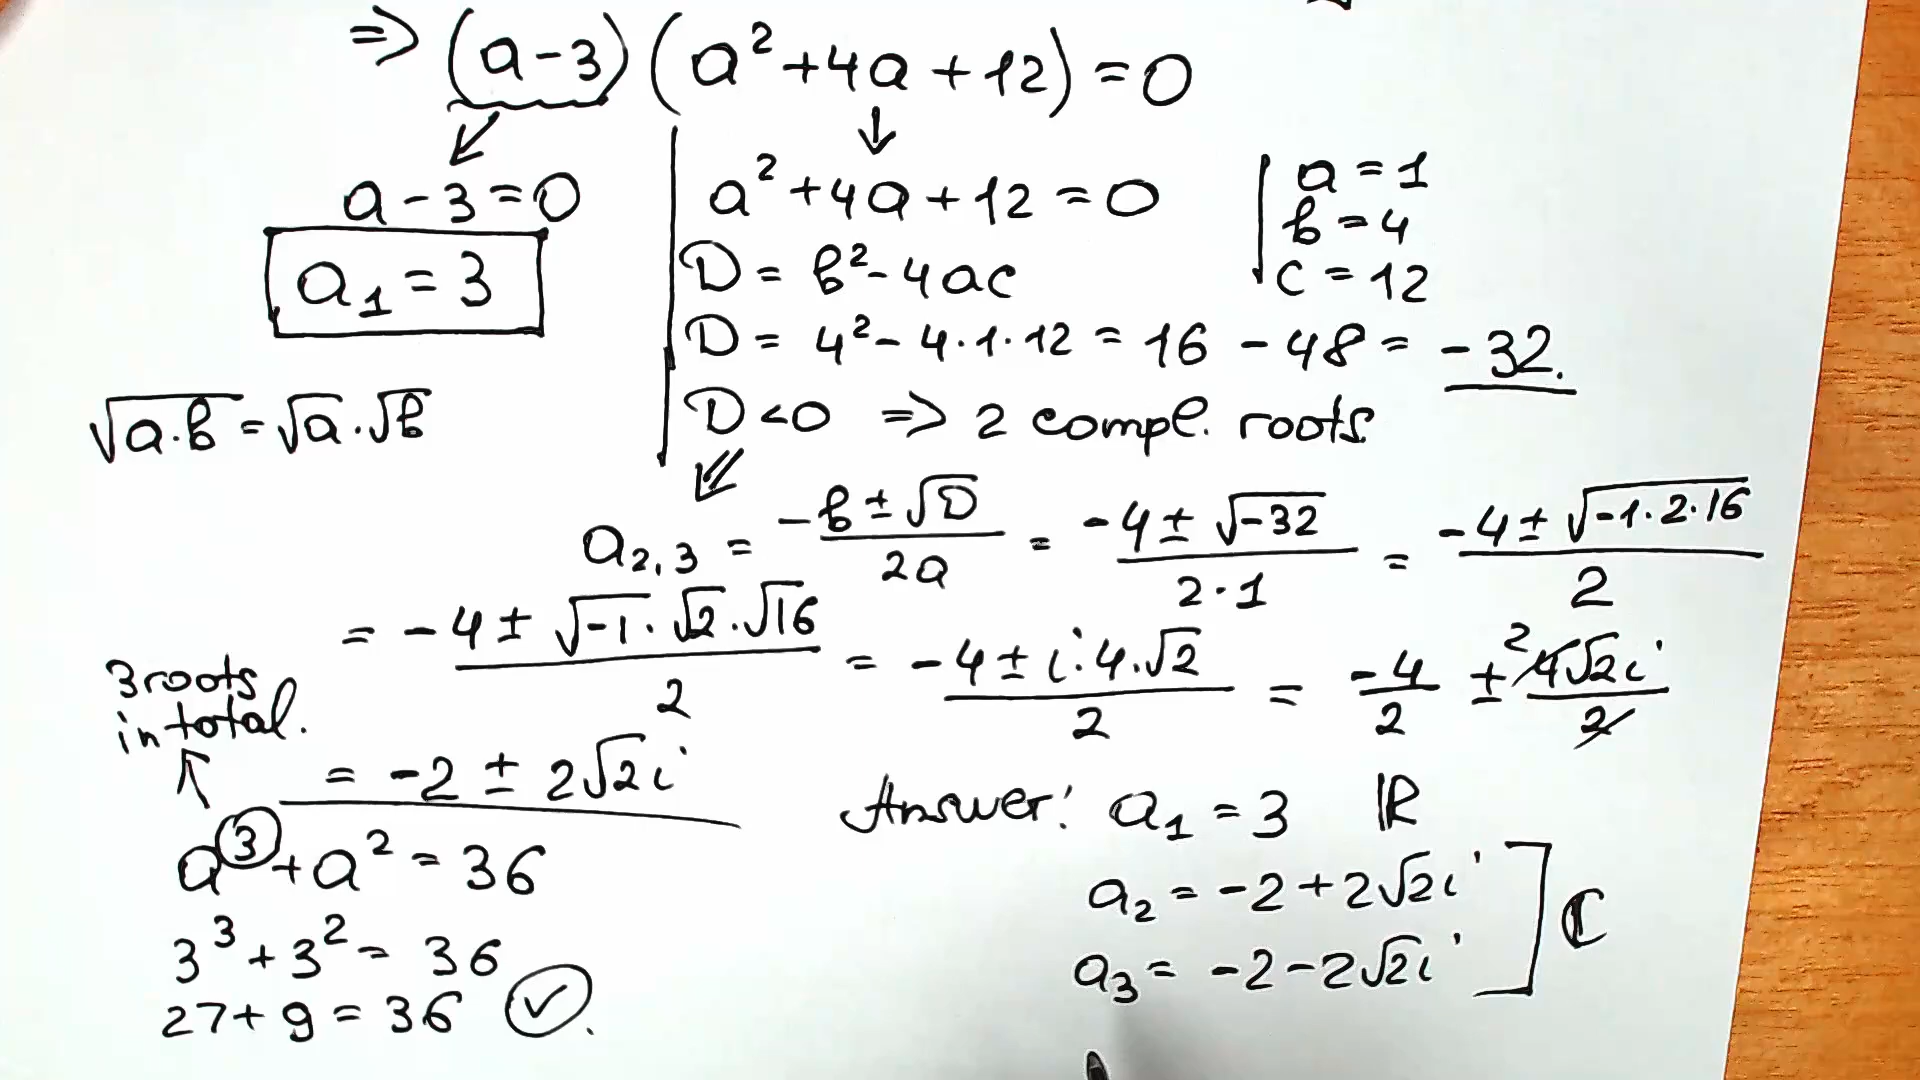 => (a-3)(a²+4a+12)=0
a-3=0
a₁=3
a²+4a+12=0
a=1
b=4
c=12
D=b²-4ac
D=4²-4·1·12=16-48=-32.
D<0 => 2 compl. roots
√a·b=√a·√b
a₂,₃ = (-b±√D)/2a = (-4±√-32)/2·1 = (-4±√-1·2·16)/2
= (-4±√-1·√2·√16)/2 = (-4±i·4·√2)/2 = -4/2 ± 4√2i/2 2
= -2±2√2i
3 roots
in total.
a³+a²=36
3³+3²=36
27+9=36 ✓.
Answer: a₁=3 ℝ
a₂=-2+2√2i
a₃=-2-2√2i
ℂ